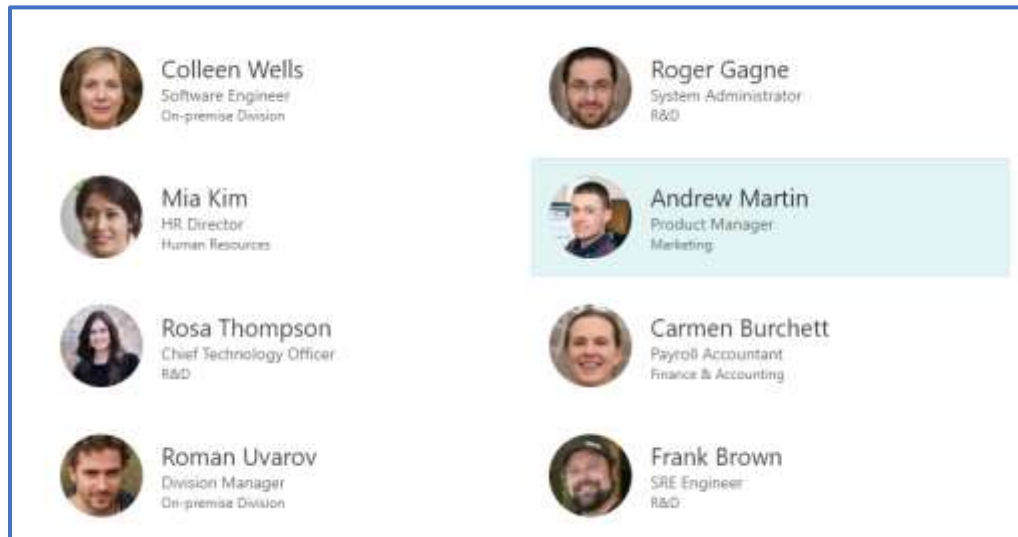 Colleen Wells
Software Engineer
On-premise Division
Roger Gagne
System Administrator
R&D
Mia Kim
HR Director
Human Resources
Andrew Martin
Product Manager
Marketing
Rosa Thompson
Chief Technology Officer
R&D
Carmen Burchett
Payroll Accountant
Finance & Accounting
Roman Uvarov
Division Manager
On-premise Division
Frank Brown
SRE Engineer
R&D